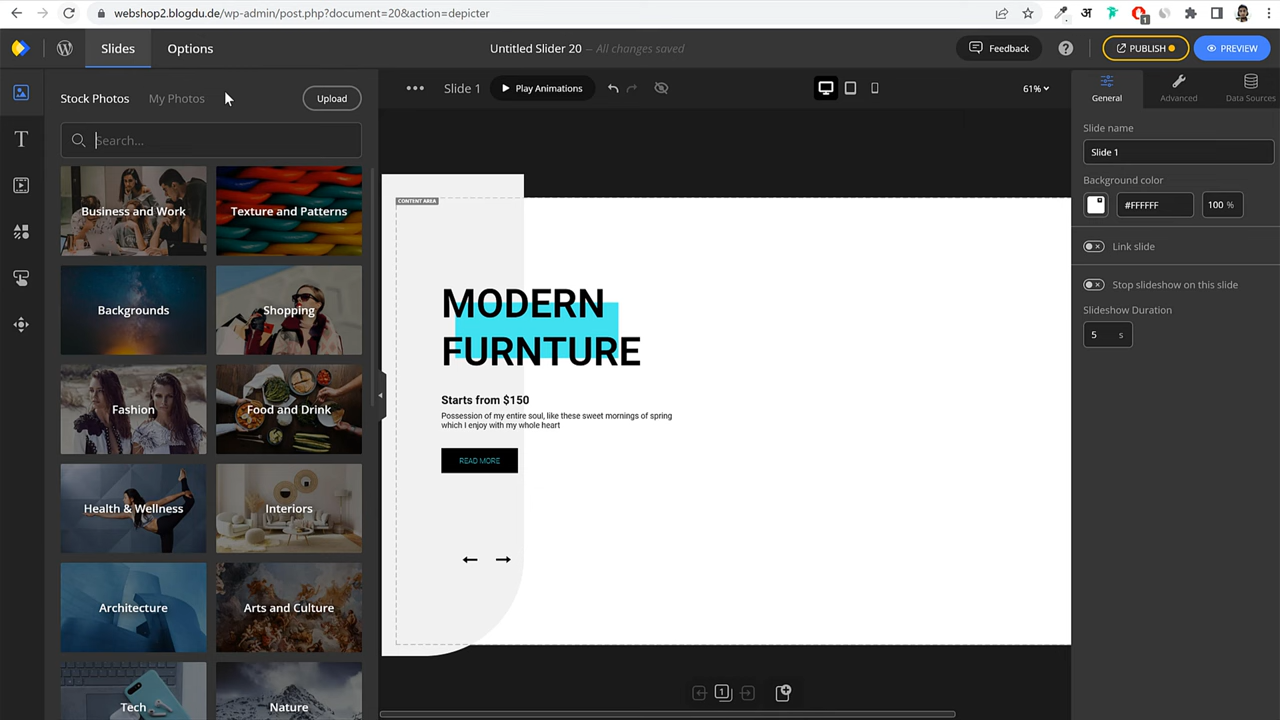 webshop2.blogdu.de/wp-admin/post.php?document=20&action=depicter
अ
1
Slides
Options
Untitled Slider 20 – All changes saved
Feedback
?
PUBLISH
PREVIEW
Stock Photos
My Photos
Upload
Search...
Business and Work
Texture and Patterns
Backgrounds
Shopping
Fashion
Food and Drink
Health & Wellness
Interiors
Architecture
Arts and Culture
Tech
Nature
T
Slide 1
Play Animations
61%
CONTENT AREA
MODERN
FURNTURE
Starts from $150
Possession of my entire soul, like these sweet mornings of spring
which I enjoy with my whole heart
READ MORE
1
General
Advanced
Data Sources
Slide name
Slide 1
Background color
#FFFFFF
100 %
Link slide
Stop slideshow on this slide
Slideshow Duration
5 s